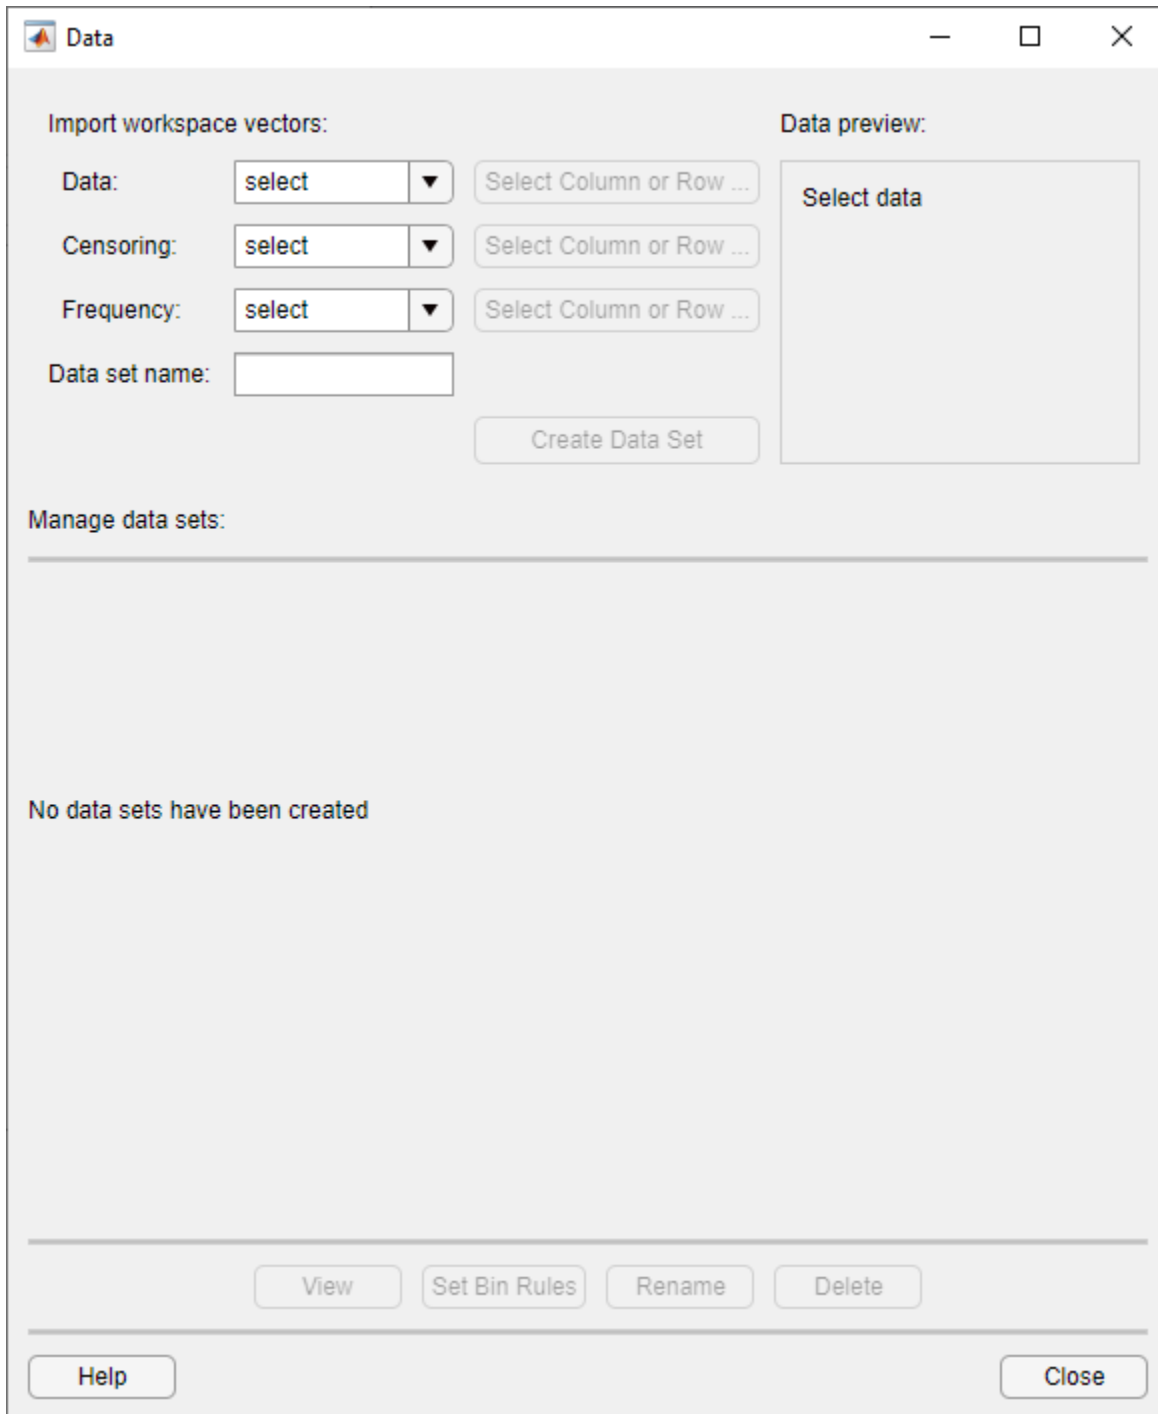 Data
Import workspace vectors:
Data preview:
Data: select Select Column or Row ...
Select data
Censoring: select Select Column or Row ...
Frequency: select Select Column or Row ...
Data set name:
Create Data Set
Manage data sets:
No data sets have been created
View Set Bin Rules Rename Delete
Help Close